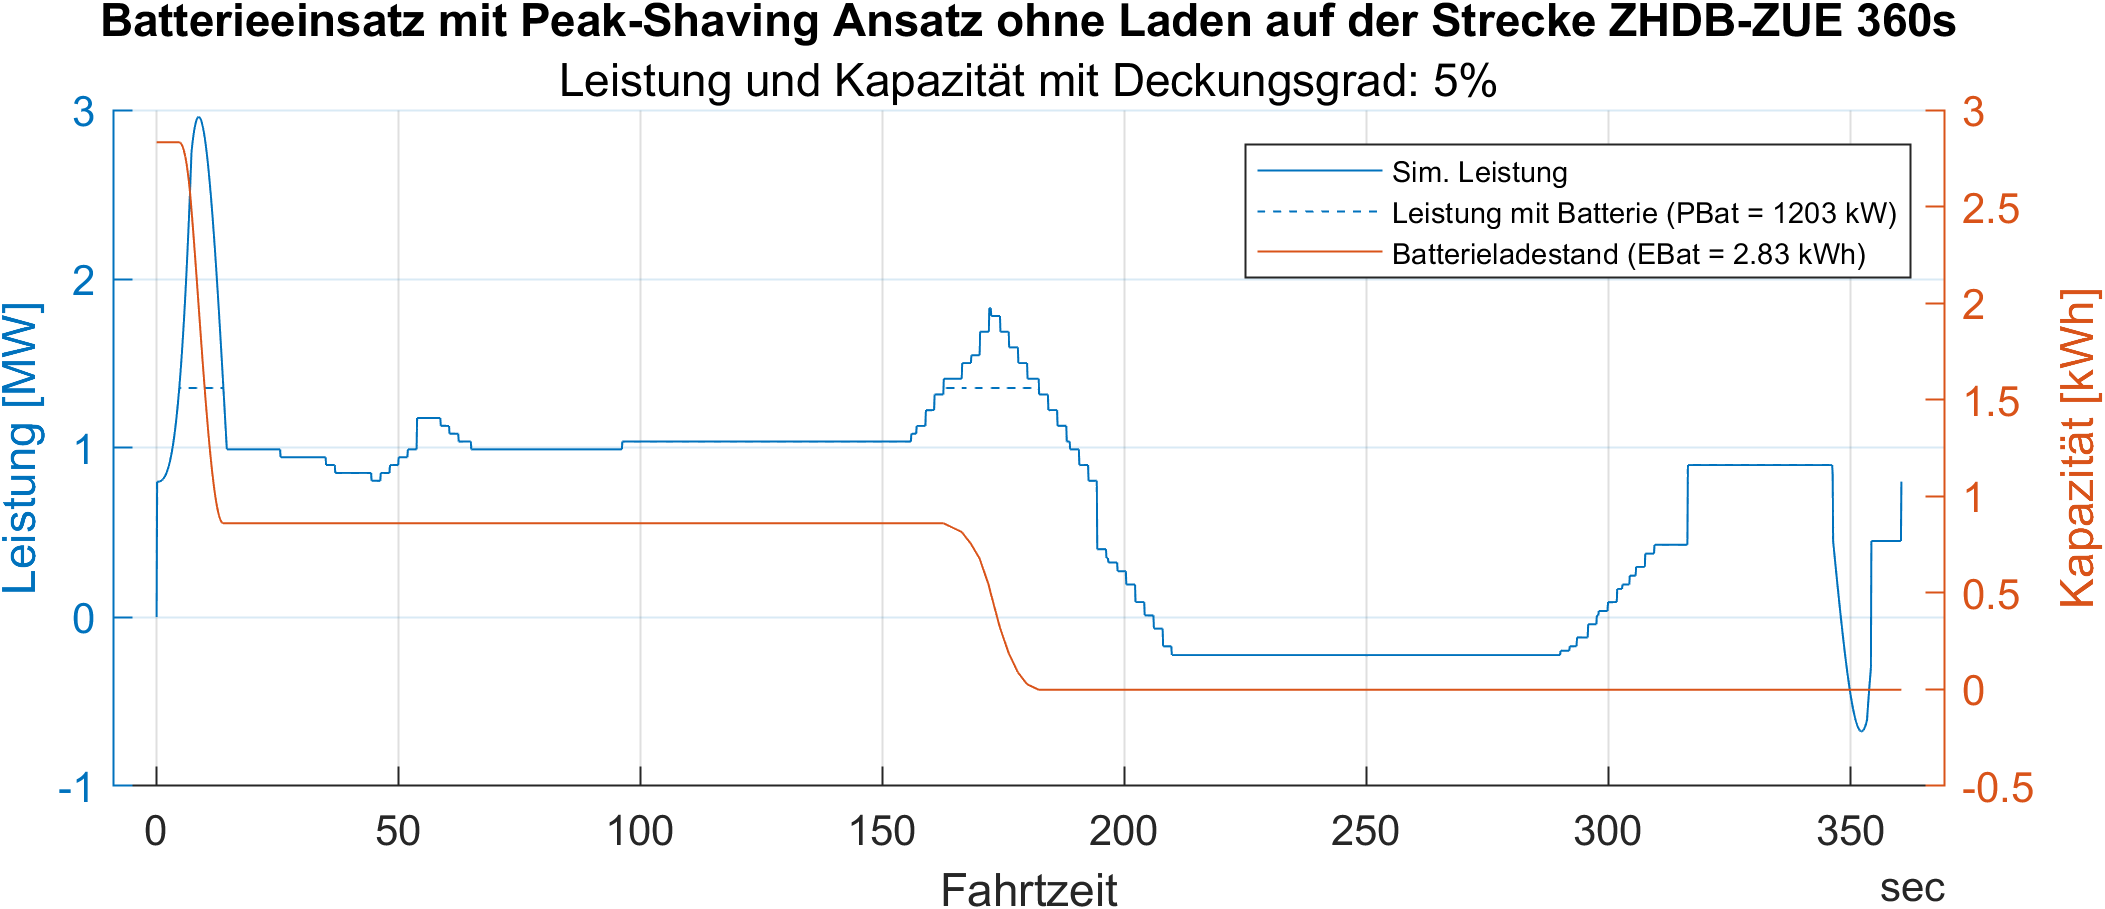 Batterieeinsatz mit Peak-Shaving Ansatz ohne Laden auf der Strecke ZHDB-ZUE 360s
Leistung und Kapazität mit Deckungsgrad: 5%
Leistung [MW]
3
2
1
0
-1
Sim. Leistung
Leistung mit Batterie (PBat = 1203 kW)
Batterieladestand (EBat = 2.83 kWh)
3
2.5
2
1.5
1
0.5
0
-0.5
Kapazität [kWh]
0 50 100 150 200 250 300 350
Fahrtzeit
sec